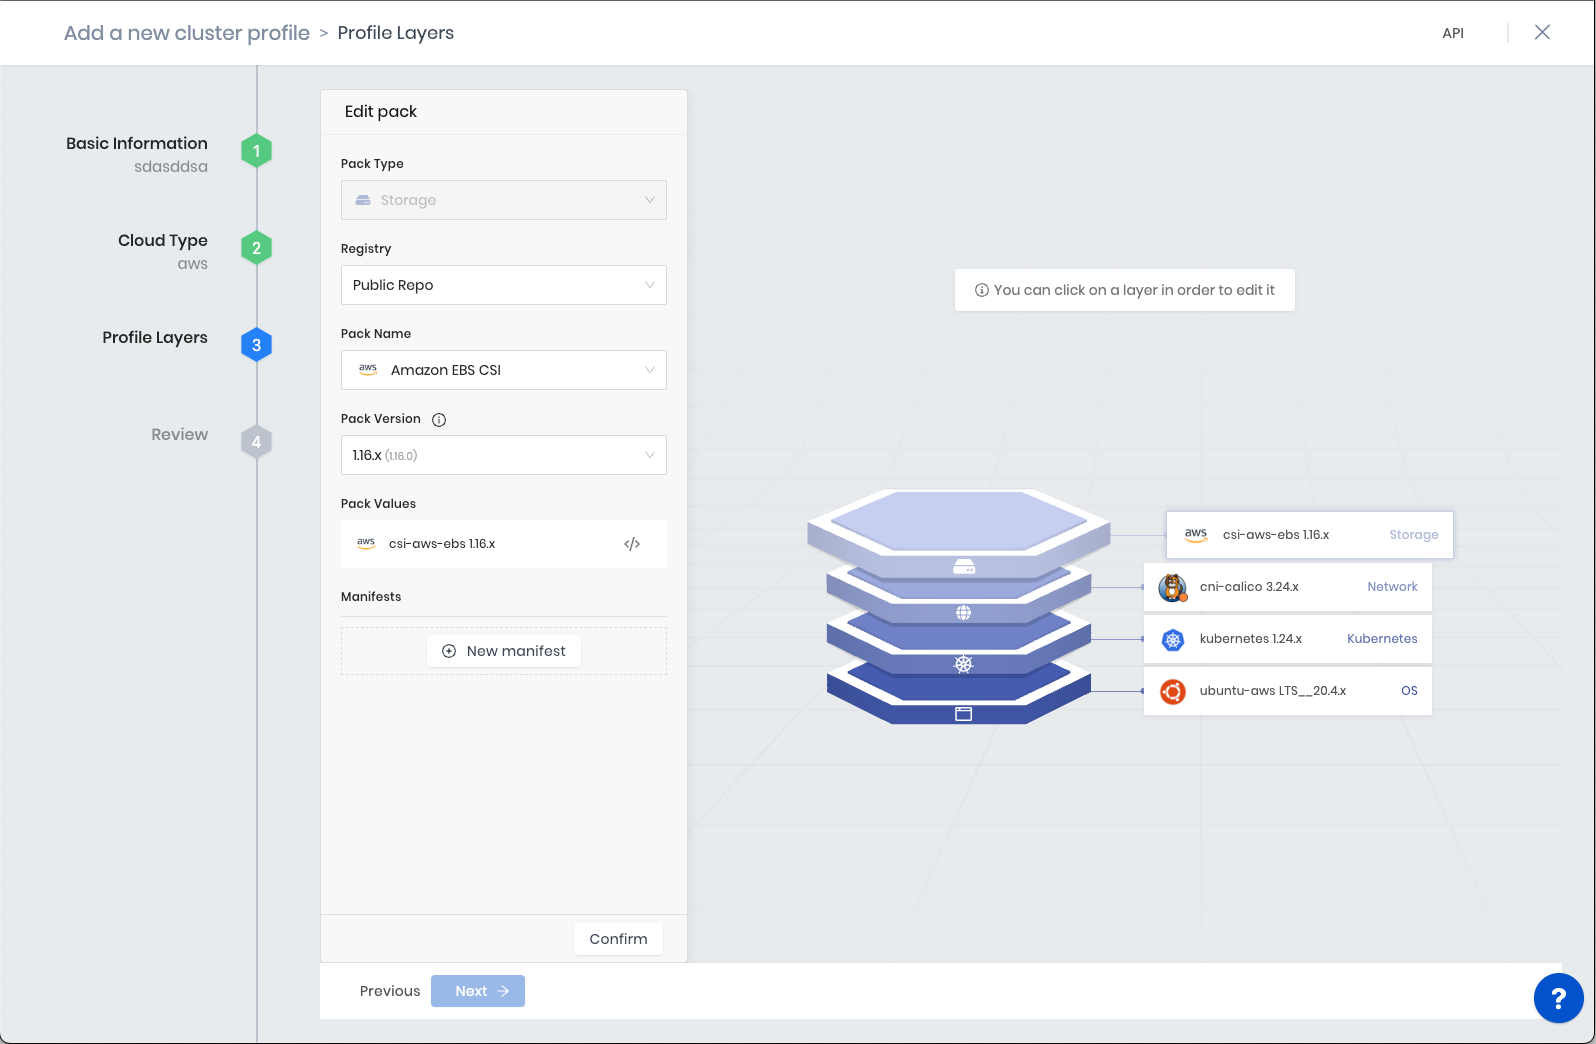 Add a new cluster profile > Profile Layers
API
Basic Information
sdasddsa
1
Cloud Type
aws
2
Profile Layers
3
Review
4
Edit pack
Pack Type
Storage
Registry
Public Repo
Pack Name
aws Amazon EBS CSI
Pack Version
1.16.x (1.16.0)
Pack Values
aws csi-aws-ebs 1.16.x </>
Manifests
New manifest
Confirm
Previous
Next
You can click on a layer in order to edit it
aws csi-aws-ebs 1.16.x Storage
cni-calico 3.24.x Network
kubernetes 1.24.x Kubernetes
ubuntu-aws LTS__20.4.x OS
?